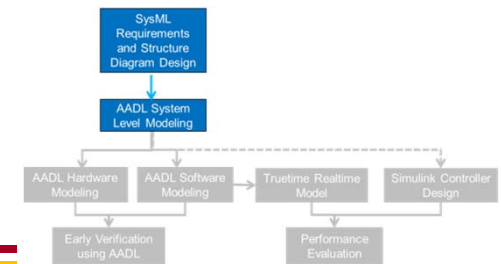 SysML
Requirements
and Structure
Diagram Design
AADL System
Level Modeling
AADL Hardware
Modeling
AADL Software
Modeling
Truetime Realtime
Model
Simulink Controller
Design
Early Verification
using AADL
Performance
Evaluation